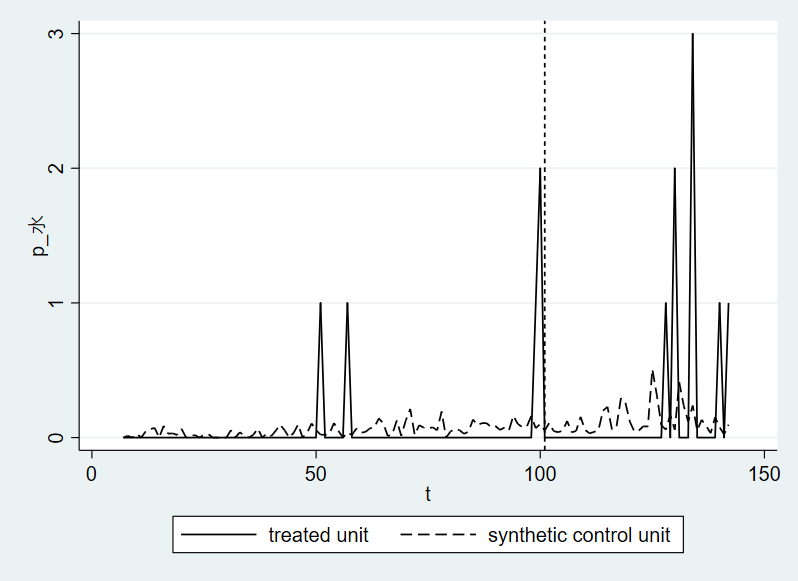 3
2
1
0
p_水
0
50
100
150
t
treated unit
synthetic control unit